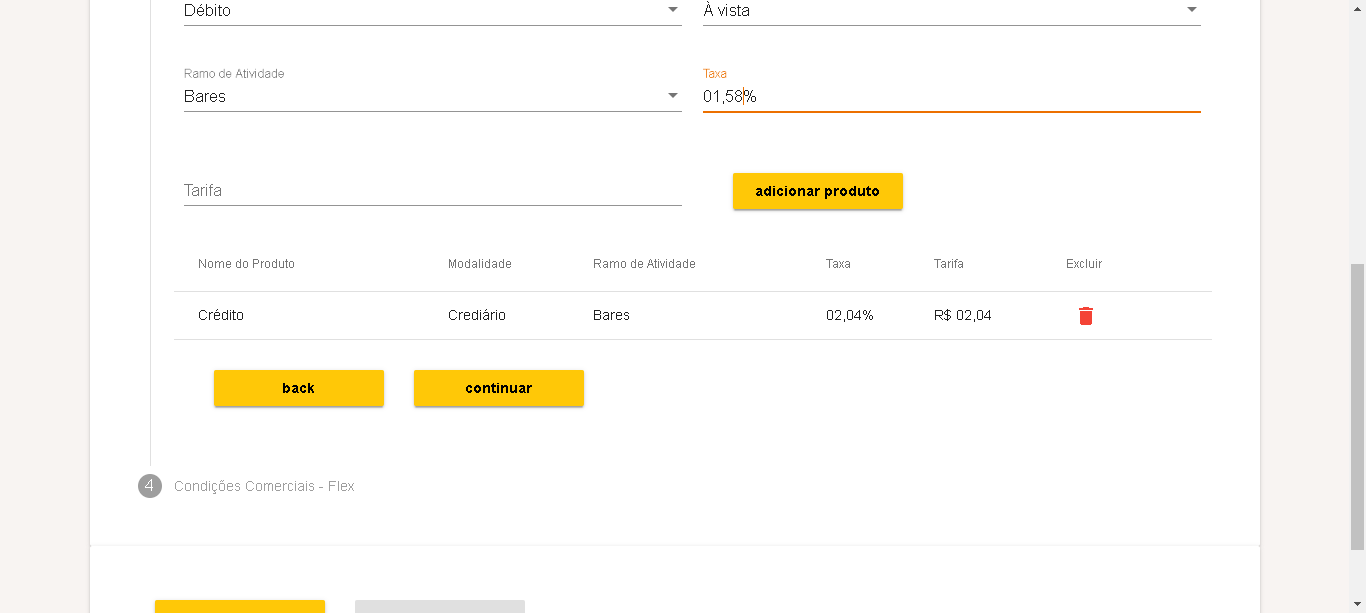 Débito À vista
Ramo de Atividade Taxa
Bares 01,58%
Tarifa adicionar produto
Nome do Produto Modalidade Ramo de Atividade Taxa Tarifa Excluir
Crédito Crediário Bares 02,04% R$ 02,04
back continuar
4 Condições Comerciais - Flex